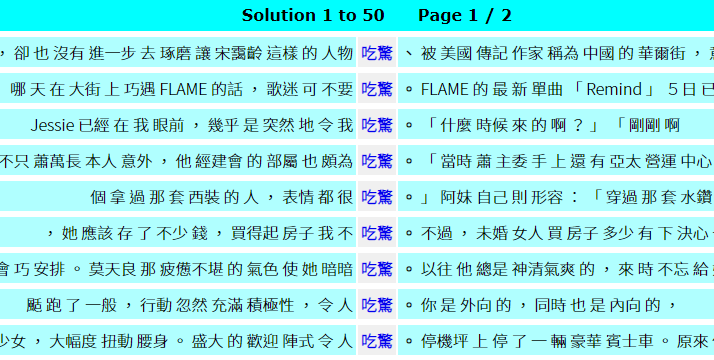 Solution 1 to 50 Page 1 / 2
，卻也沒有進一步去琢磨讓宋靄齡這樣的人物 吃驚 、被美國傳記作家稱為中國的華爾街，
哪天在大街上巧遇FLAME的話，歌迷可不要 吃驚 。FLAME的最新單曲「Remind」５日已
Jessie已經在我眼前，幾乎是突然地令我 吃驚 。「什麼時候來的啊？」「剛剛啊
不只蕭萬長本人意外，他經建會的部屬也頗為 吃驚 。「當時蕭主委手上還有亞太營運中心
個拿過那套西裝的人，表情都很 吃驚 。」阿妹自己則形容：「穿過那套水鑽
，她應該存了不少錢，買得起房子我不 吃驚 。不過，未婚女人買房子多少有下決心
會巧安排。莫天良那疲憊不堪的氣色使她暗暗 吃驚 。以往他總是神清氣爽的，來時不忘給
颳跑了一般，行動忽然充滿積極性，令人 吃驚 。你是外向的，同時也是內向的，
少女，大幅度扭動腰身。盛大的歡迎陣式令人 吃驚 。停機坪上停了一輛豪華賓士車。原來